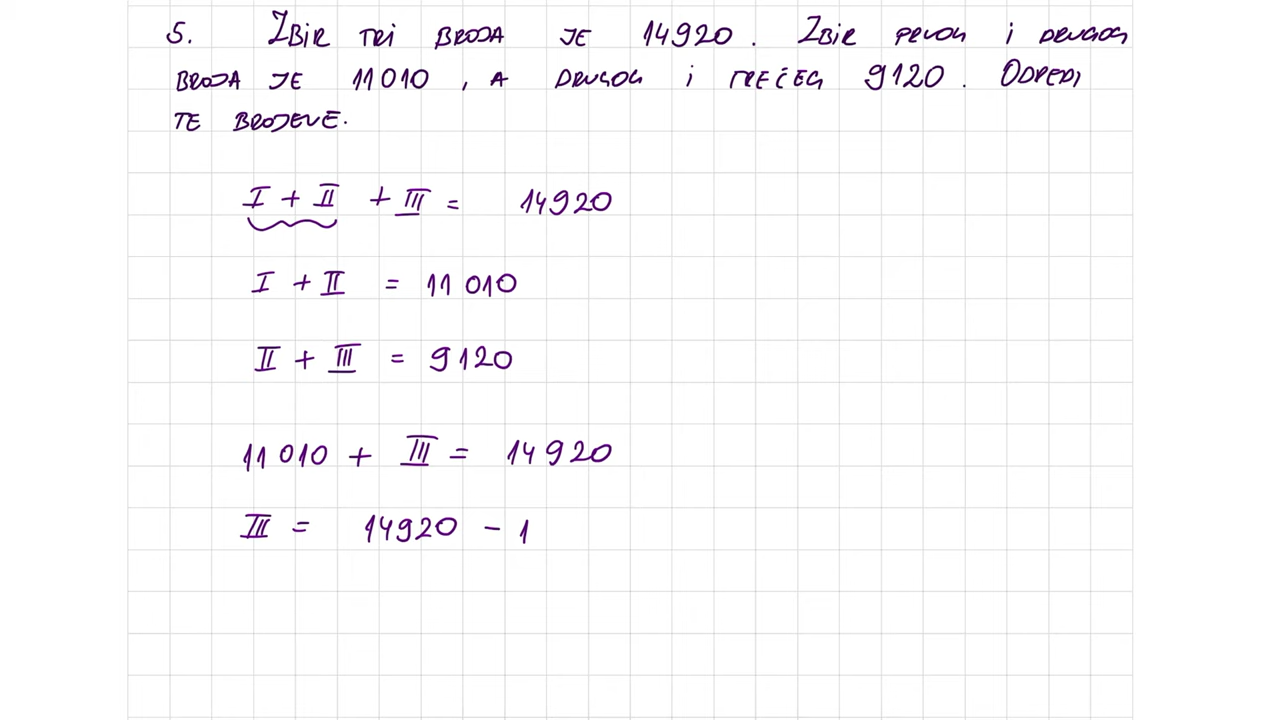 5. Zbir tri broja je 14920. Zbir prvog i drugog
broja je 11010, a drugog i trećeg 9120. Odredi
te brojeve.
I + II + III = 14920
I + II = 11 010
II + III = 9120
11 010 + III = 14920
III = 14920 - 1